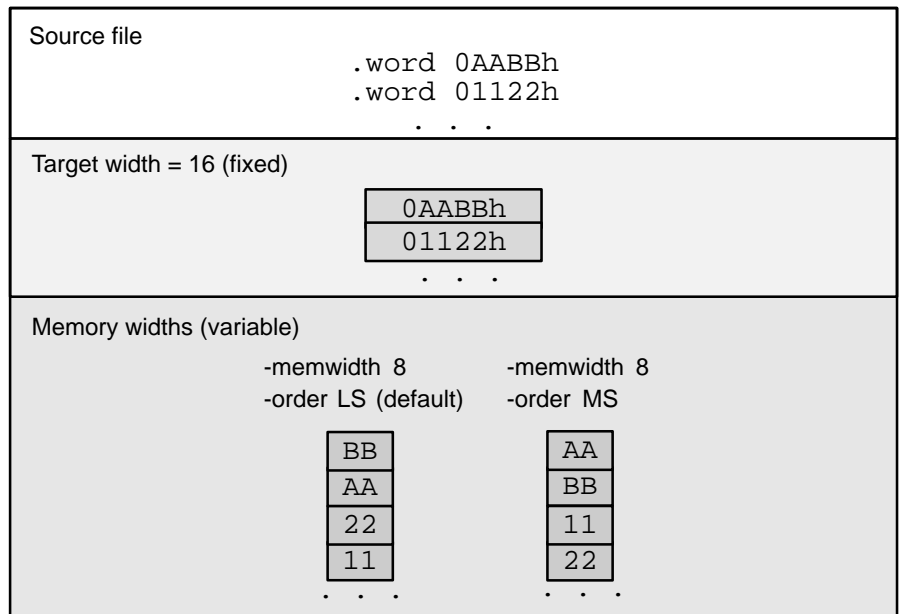 Source file
.word 0AABBh
.word 01122h
. . .
Target width = 16 (fixed)
0AABBh
01122h
. . .
Memory widths (variable)
-memwidth 8
-order LS (default)
BB
AA
22
11
. . .
-memwidth 8
-order MS
AA
BB
11
22
. . .